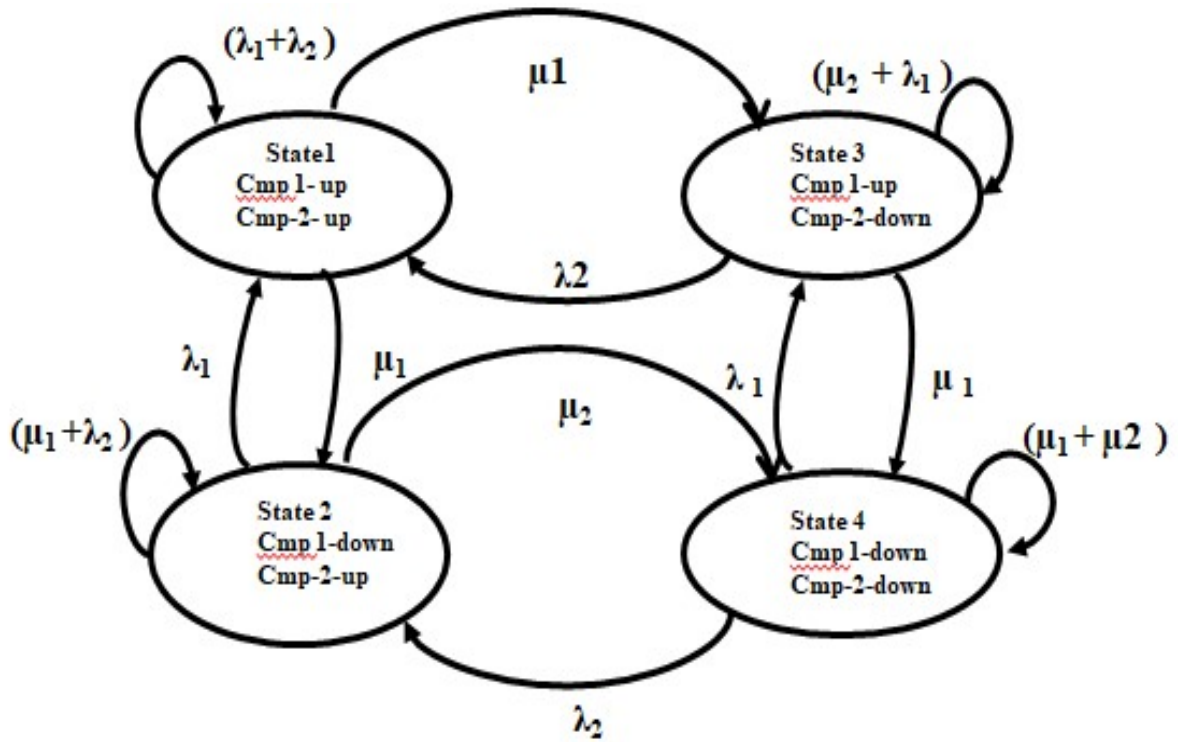 (λ₁+λ₂)
μ1
(μ₂ + λ₁)
State1
Cmp 1- up
Cmp-2- up
State 3
Cmp 1-up
Cmp-2-down
λ2
λ₁
μ₁
λ ₁
μ ₁
μ₂
(μ₁+λ₂)
(μ₁+ μ2 )
State 2
Cmp 1-down
Cmp-2-up
State 4
Cmp 1-down
Cmp-2-down
λ₂